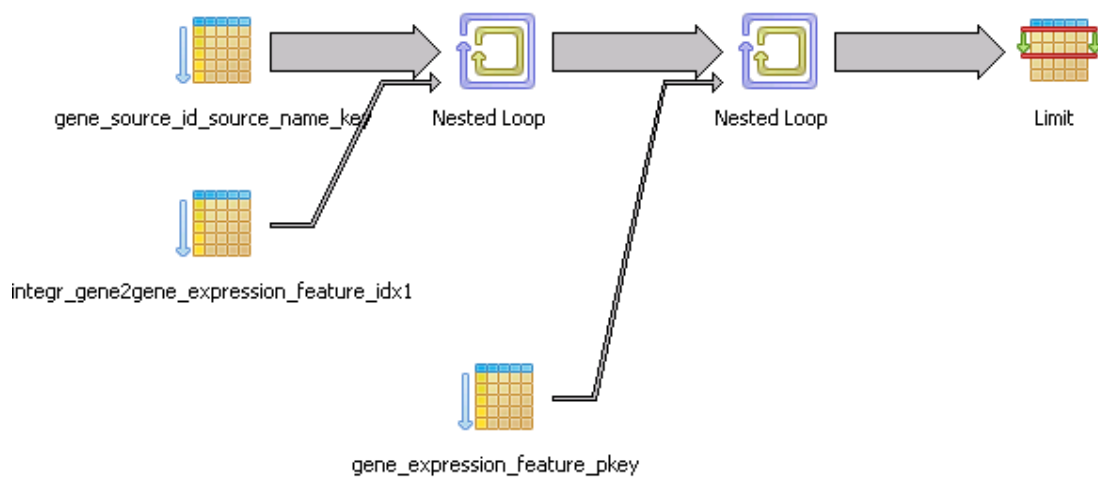 gene_source_id_source_name_key
Nested Loop
Nested Loop
Limit
integr_gene2gene_expression_feature_idx1
gene_expression_feature_pkey